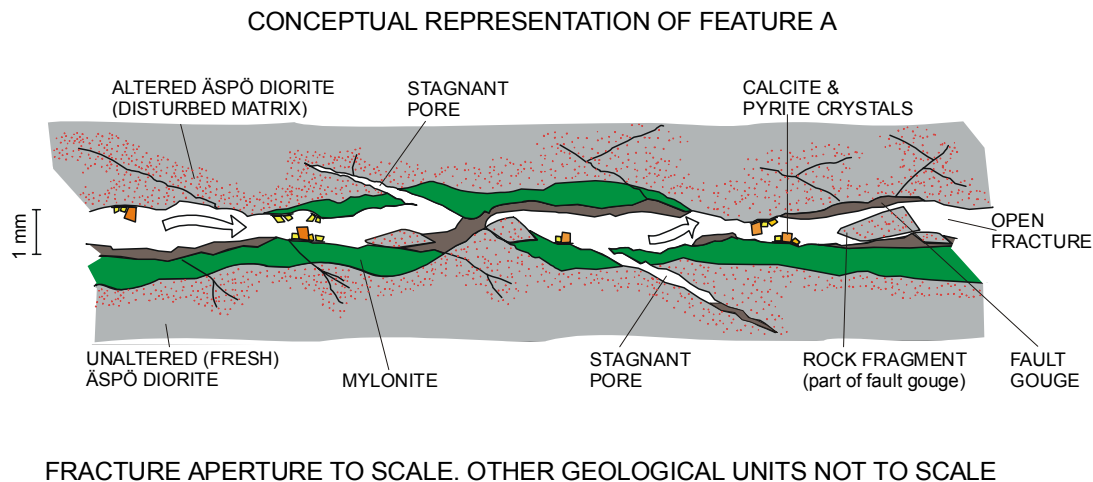 CONCEPTUAL REPRESENTATION OF FEATURE A
ALTERED ÄSPÖ DIORITE
(DISTURBED MATRIX)
STAGNANT
PORE
CALCITE &
PYRITE CRYSTALS
1 mm
OPEN
FRACTURE
UNALTERED (FRESH)
ÄSPÖ DIORITE
MYLONITE
STAGNANT
PORE
ROCK FRAGMENT
(part of fault gouge)
FAULT
GOUGE
FRACTURE APERTURE TO SCALE. OTHER GEOLOGICAL UNITS NOT TO SCALE